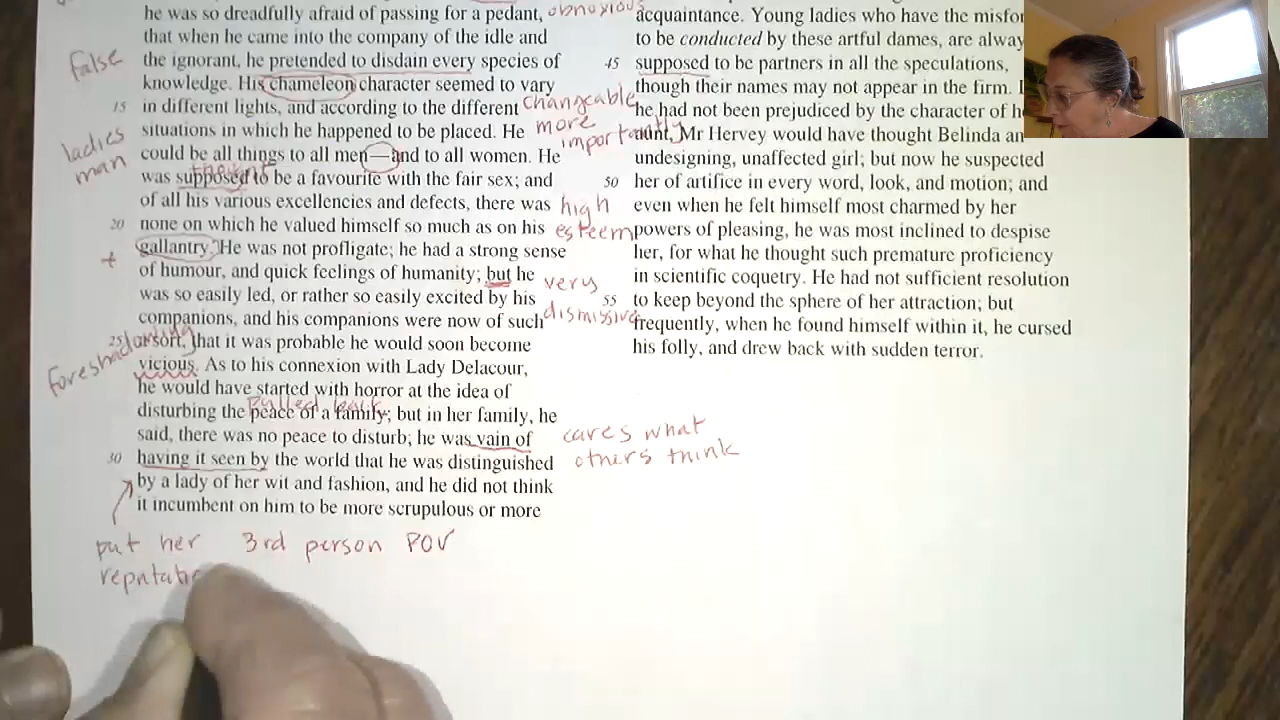 he was so dreadfully afraid of passing for a pedant, obnoxious
that when he came into the company of the idle and
the ignorant, he pretended to disdain every species of
false
knowledge. His chameleon character seemed to vary
15 in different lights, and according to the different changeable
situations in which he happened to be placed. He more importantly
ladies man
could be all things to all men—and to all women. He
thought
was supposed to be a favourite with the fair sex; and
of all his various excellencies and defects, there was high
20 none on which he valued himself so much as on his esteem
gallantry. He was not profligate; he had a strong sense
+
of humour, and quick feelings of humanity; but he very
was so easily led, or rather so easily excited by his
companions, and his companions were now of such dismissive
25 a sort, that it was probable he would soon become
foreshadowing
vicious. As to his connexion with Lady Delacour,
he would have started with horror at the idea of
pulled back
disturbing the peace of a family; but in her family, he
said, there was no peace to disturb; he was vain of cares what
30 having it seen by the world that he was distinguished others think
by a lady of her wit and fashion, and he did not think
it incumbent on him to be more scrupulous or more
put her 3rd person POV
acquaintance. Young ladies who have the
to be conducted by these artful dames, are
45 supposed to be partners in all the speculations,
though their names may not appear in the firm.
he had not been prejudiced by the character of
aunt, Mr Hervey would have thought Belinda an
undesigning, unaffected girl; but now he suspected
50 her of artifice in every word, look, and motion; and
even when he felt himself most charmed by her
powers of pleasing, he was most inclined to despise
her, for what he thought such premature proficiency
in scientific coquetry. He had not sufficient resolution
55 to keep beyond the sphere of her attraction; but
frequently, when he found himself within it, he cursed
his folly, and drew back with sudden terror.